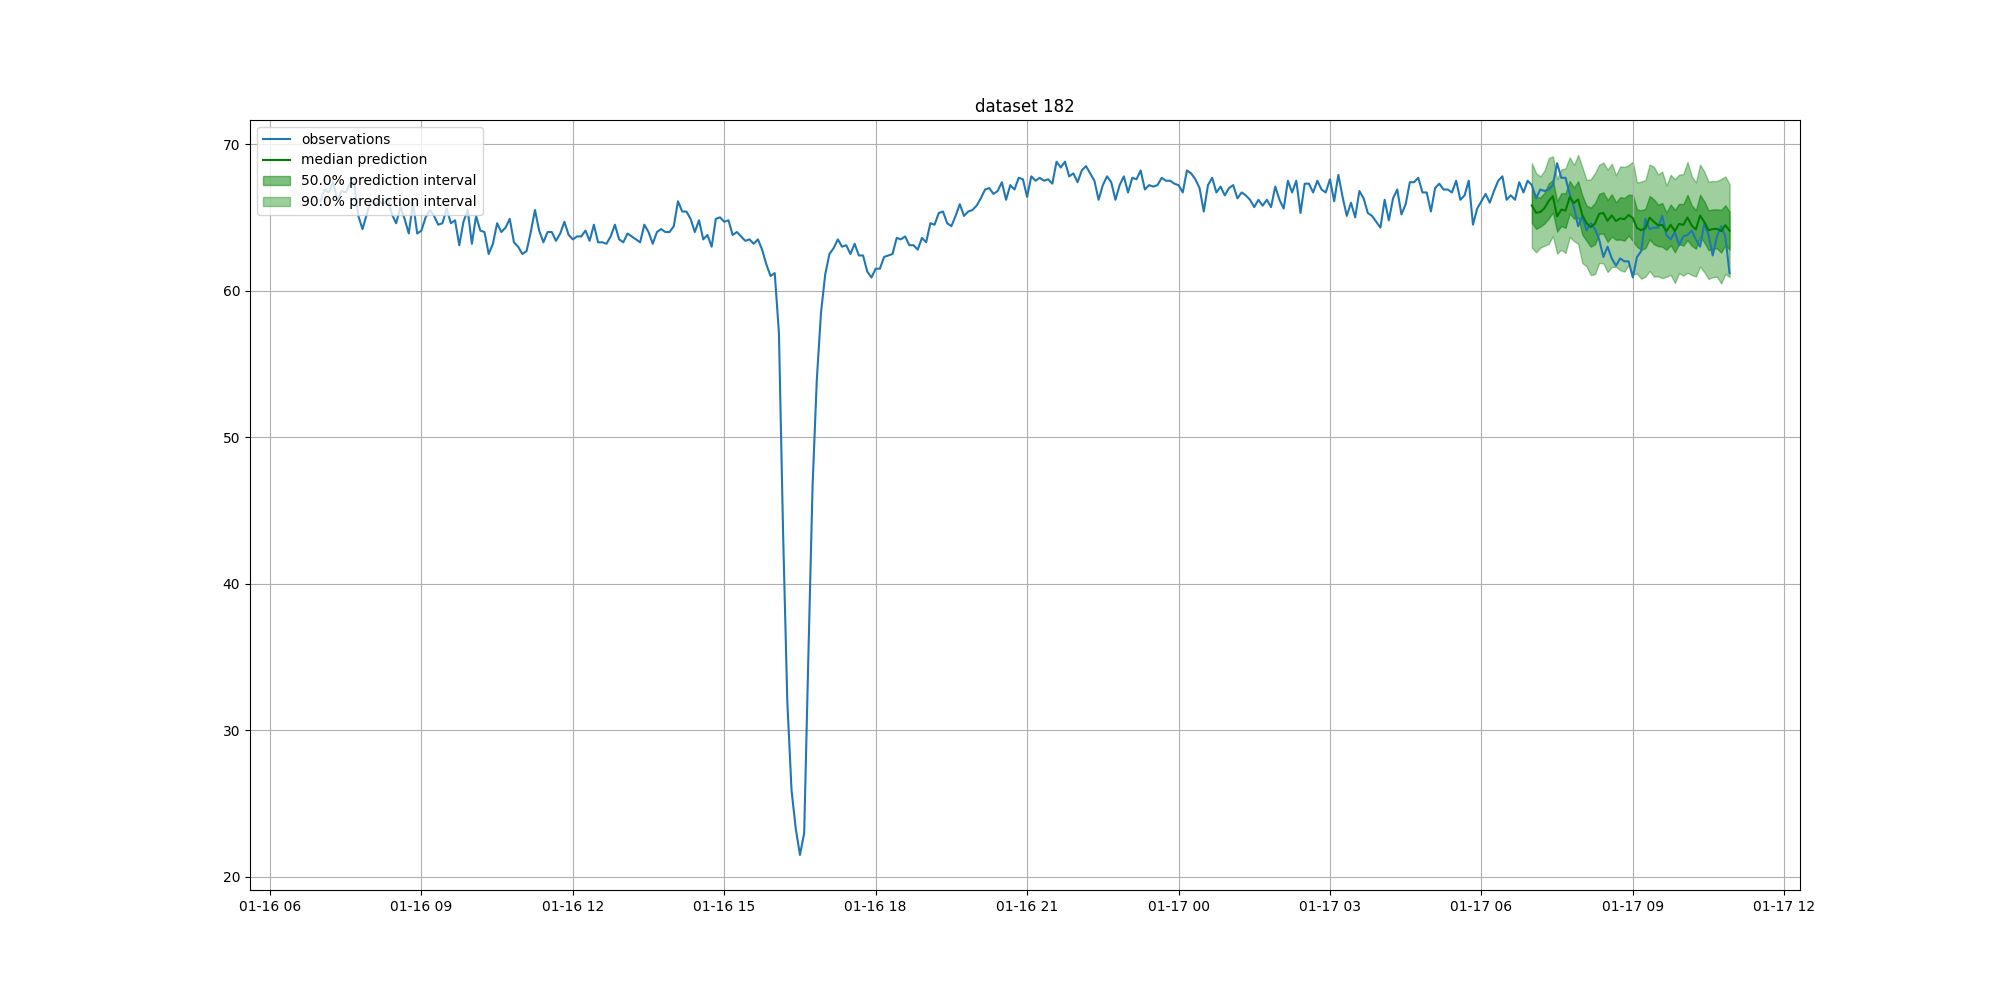 dataset 182
observations
median prediction
50.0% prediction interval
90.0% prediction interval
70
60
50
40
30
20
01-16 06 01-16 09 01-16 12 01-16 15 01-16 18 01-16 21 01-17 00 01-17 03 01-17 06 01-17 09 01-17 12